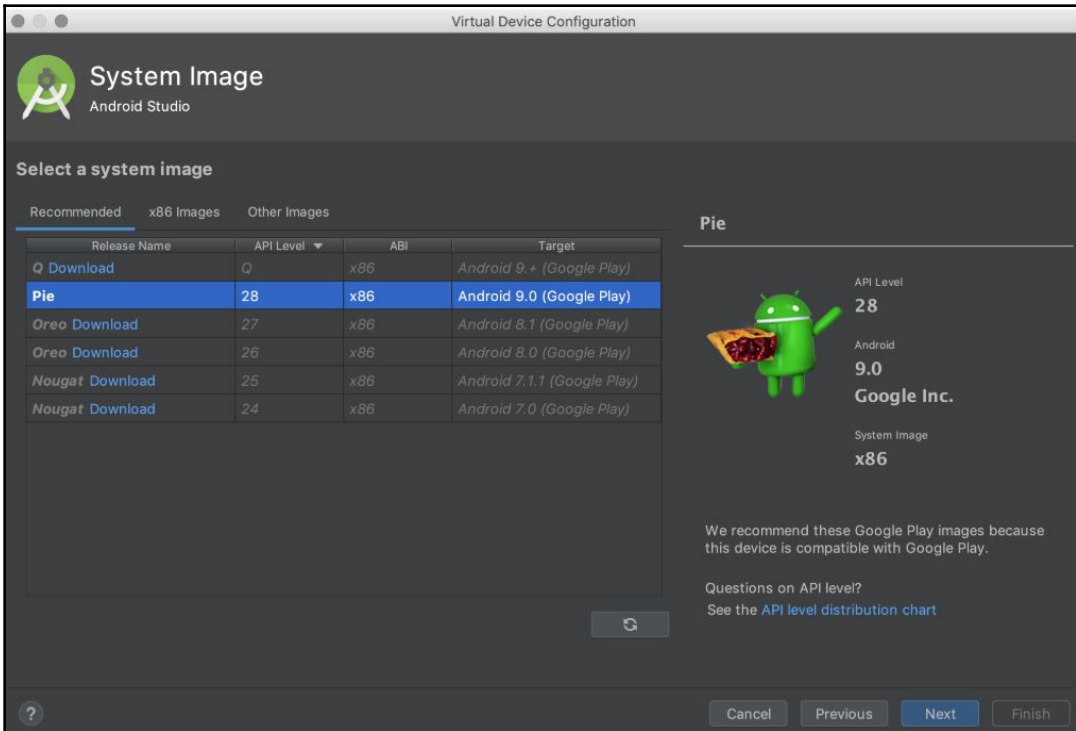 Virtual Device Configuration
System Image
Android Studio
Select a system image
Recommended x86 Images Other Images
Release Name API Level ABI Target
Q Download Q x86 Android 9.+ (Google Play)
Pie 28 x86 Android 9.0 (Google Play)
Oreo Download 27 x86 Android 8.1 (Google Play)
Oreo Download 26 x86 Android 8.0 (Google Play)
Nougat Download 25 x86 Android 7.1.1 (Google Play)
Nougat Download 24 x86 Android 7.0 (Google Play)
Pie
API Level
28
Android
9.0
Google Inc.
System Image
x86
We recommend these Google Play images because
this device is compatible with Google Play.
Questions on API level?
See the API level distribution chart
? Cancel Previous Next Finish